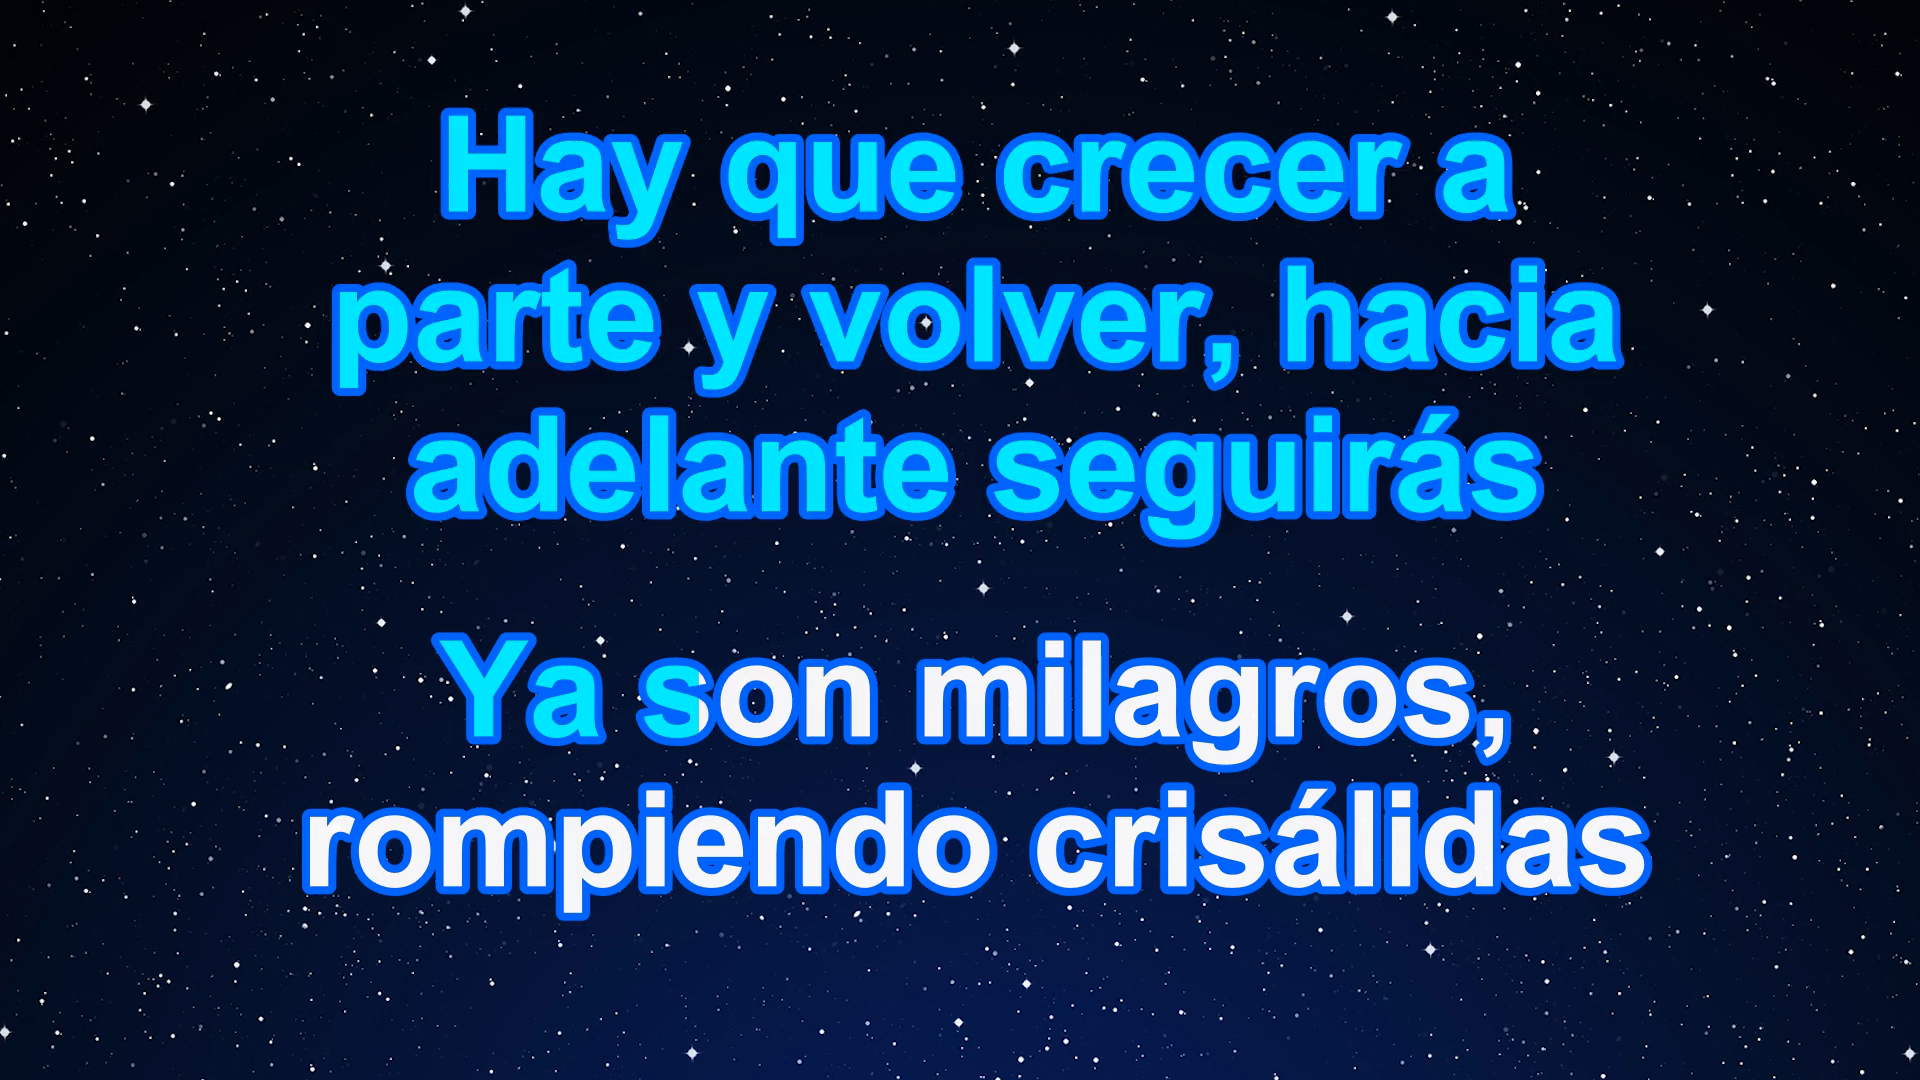 Hay que crecer a
parte y volver, hacia
adelante seguirás
Ya son milagros,
rompiendo crisálidas